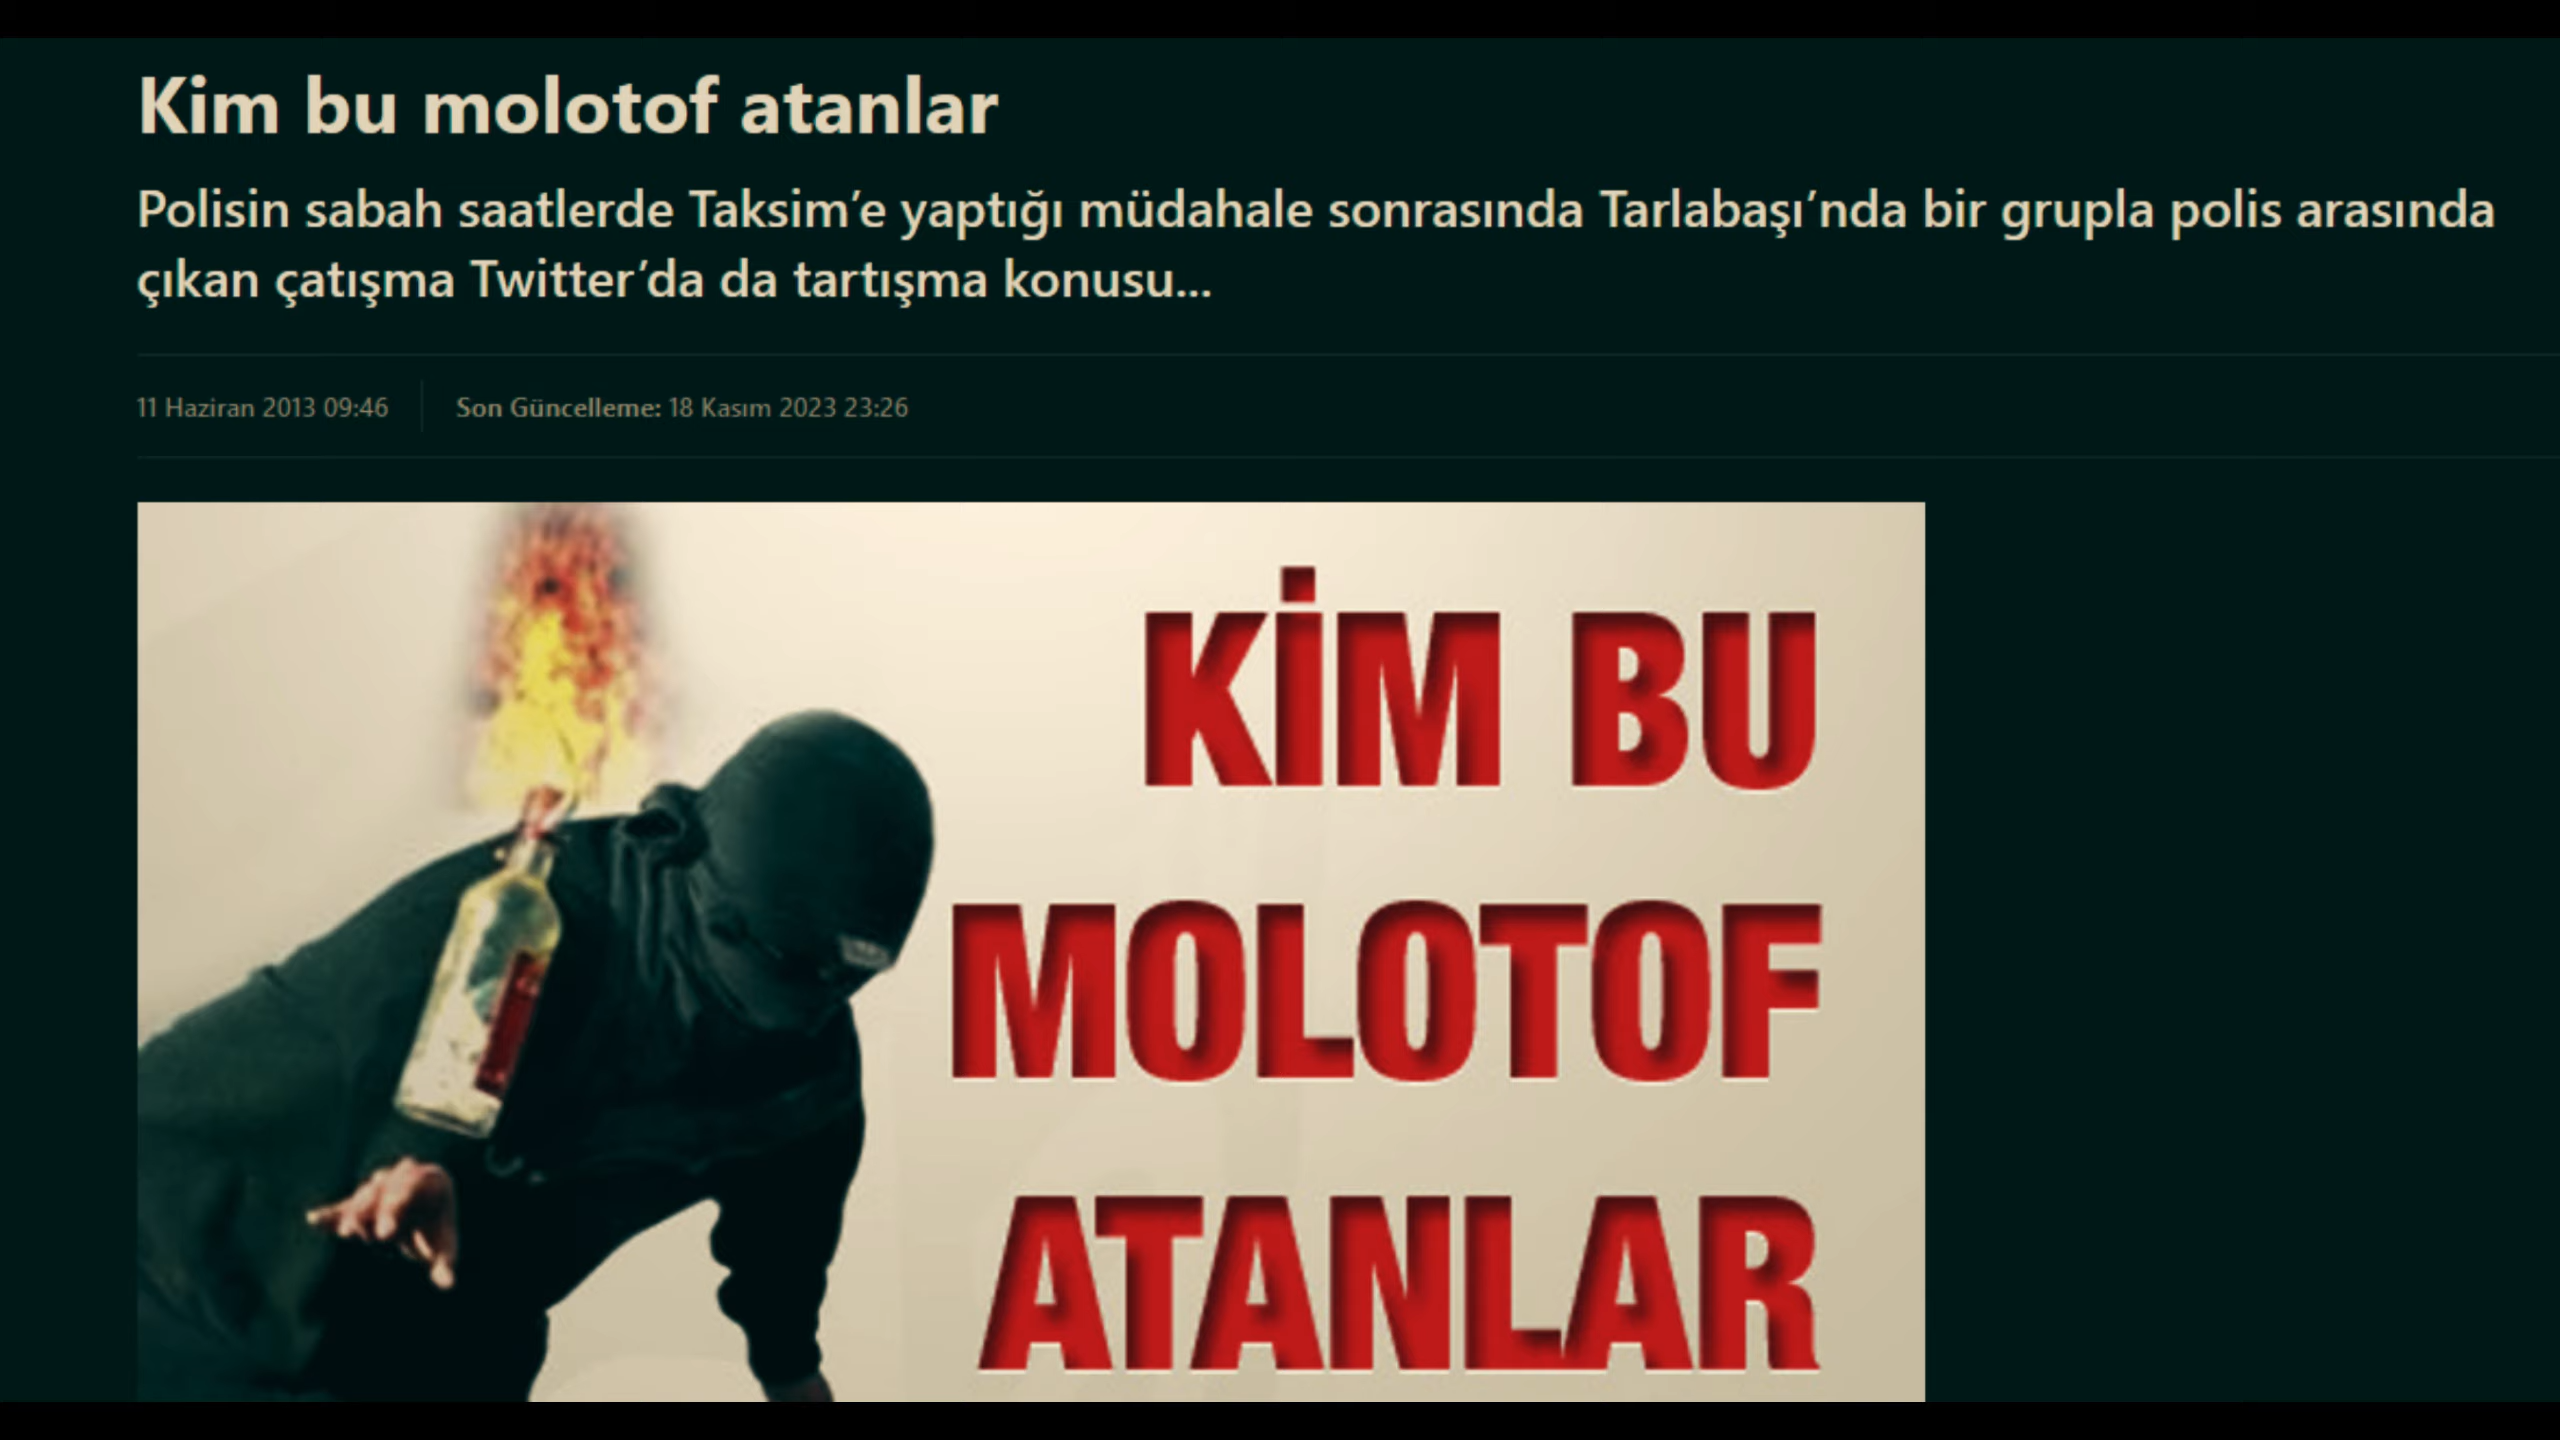 Kim bu molotof atanlar
Polisin sabah saatlerde Taksim’e yaptığı müdahale sonrasında Tarlabaşı’nda bir grupla polis arasında
çıkan çatışma Twitter’da da tartışma konusu...
11 Haziran 2013 09:46
Son Güncelleme: 18 Kasım 2023 23:26
KİM BU
MOLOTOF
ATANLAR